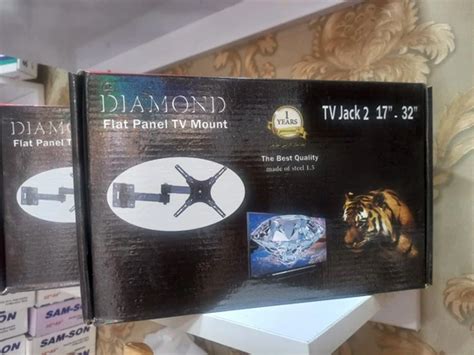 DIAMOND
Flat Panel TV Mount
1
YEARS
TV Jack 2 17" - 32"
The Best Quality
made of steel 1.5
Flat Panel T
SAM-SON
SAM-SON
SAM-SON